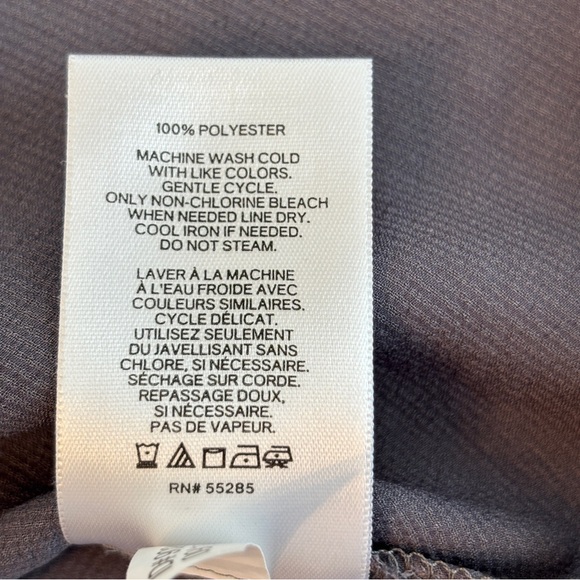 100% POLYESTER
MACHINE WASH COLD
WITH LIKE COLORS.
GENTLE CYCLE.
ONLY NON-CHLORINE BLEACH
WHEN NEEDED LINE DRY.
COOL IRON IF NEEDED.
DO NOT STEAM.
LAVER À LA MACHINE
À L'EAU FROIDE AVEC
COULEURS SIMILAIRES.
CYCLE DÉLICAT.
UTILISEZ SEULEMENT
DU JAVELLISANT SANS
CHLORE, SI NÉCESSAIRE.
SÉCHAGE SUR CORDE.
REPASSAGE DOUX,
SI NÉCESSAIRE.
PAS DE VAPEUR.
RN# 55285